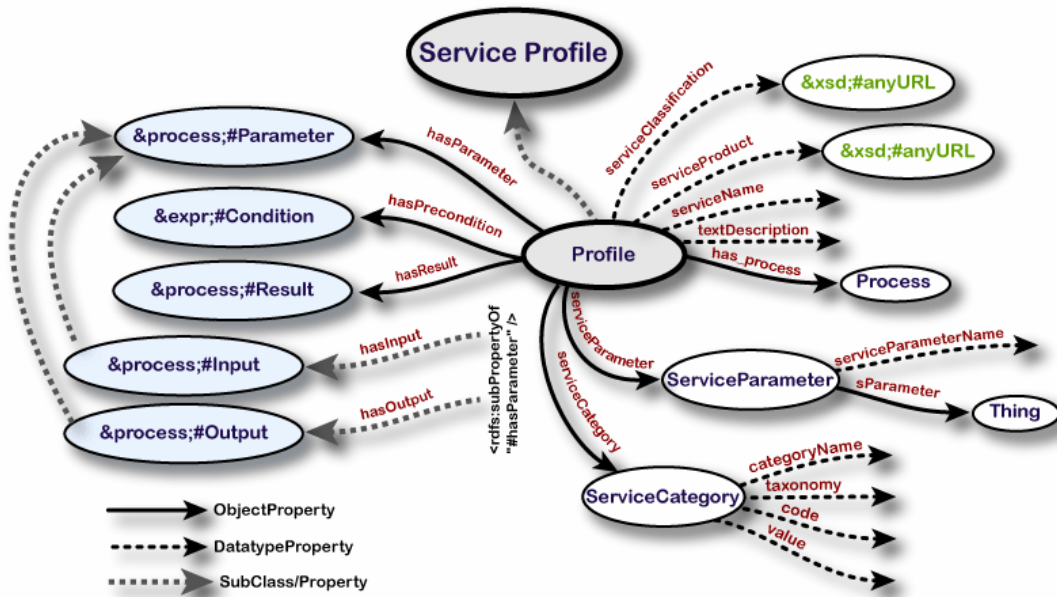 Service Profile
&xsd;#anyURL
serviceClassification
&process;#Parameter
hasParameter
serviceProduct
&xsd;#anyURL
&expr;#Condition
hasPrecondition
serviceName
textDescription
Profile
has_process
&process;#Result
hasResult
Process
<rdfs:subPropertyOf
"#hasParameter" />
serviceParameter
serviceParameterName
&process;#Input
hasInput
ServiceParameter
sParameter
Thing
&process;#Output
hasOutput
serviceCategory
categoryName
ServiceCategory
taxonomy
code
value
ObjectProperty
DatatypeProperty
SubClass/Property